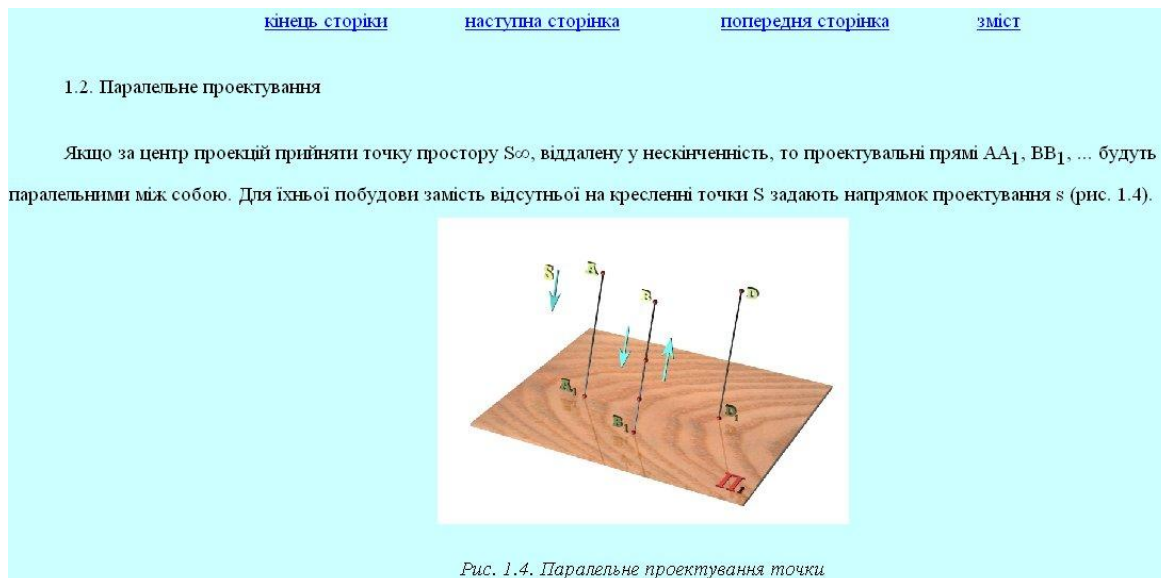 кінець сторіки наступна сторінка попередня сторінка зміст
1.2. Паралельне проектування
Якщо за центр проекцій прийняти точку простору S∞, віддалену у нескінченність, то проектувальні прямі AA1, BB1, ... будуть
паралельними між собою. Для їхньої побудови замість відсутньої на кресленні точки S задають напрямок проектування s (рис. 1.4).
S A B D
A1 B1 D1
П1
Рис. 1.4. Паралельне проектування точки